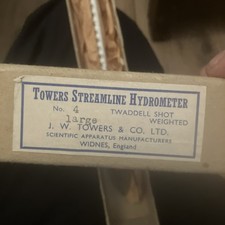 TOWERS STREAMLINE HYDROMETER
No. 4 TWADDELL SHOT
large WEIGHTED
J. W. TOWERS & CO. LTD.
SCIENTIFIC APPARATUS MANUFACTURERS
WIDNES, England